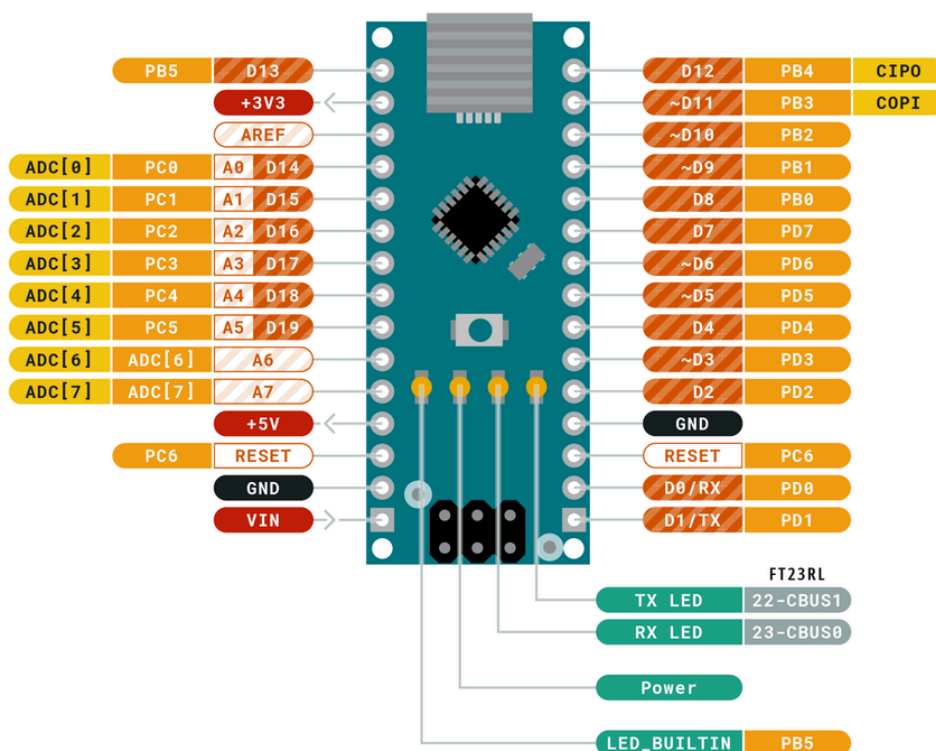 PB5 D13 D12 PB4 CIPO
+3V3 ~D11 PB3 COPI
AREF ~D10 PB2
ADC[0] PC0 A0 D14 ~D9 PB1
ADC[1] PC1 A1 D15 D8 PB0
ADC[2] PC2 A2 D16 D7 PD7
ADC[3] PC3 A3 D17 ~D6 PD6
ADC[4] PC4 A4 D18 ~D5 PD5
ADC[5] PC5 A5 D19 D4 PD4
ADC[6] ADC[6] A6 ~D3 PD3
ADC[7] ADC[7] A7 D2 PD2
+5V GND
PC6 RESET RESET PC6
GND D0/RX PD0
VIN D1/TX PD1
FT23RL
TX LED 22-CBUS1
RX LED 23-CBUS0
Power
LED_BUILTIN PB5